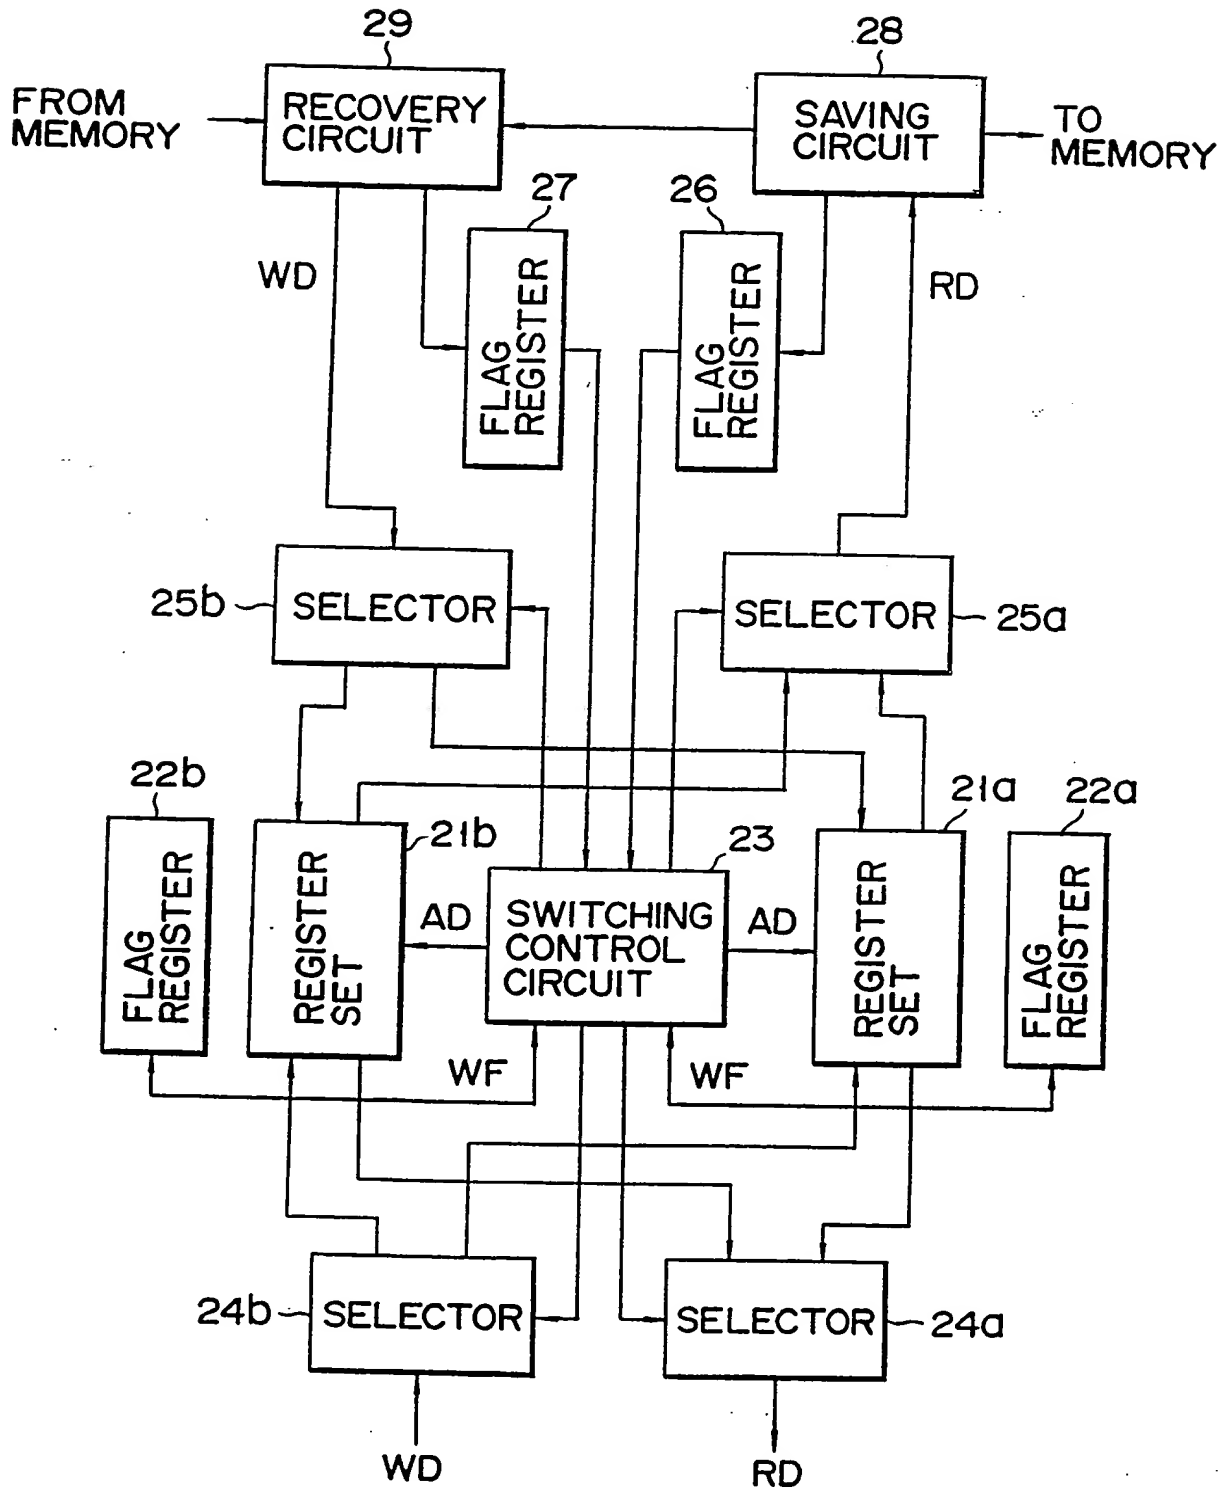 29
28
FROM
MEMORY
RECOVERY
CIRCUIT
SAVING
CIRCUIT
TO
MEMORY
27
26
WD
FLAG
REGISTER
FLAG
REGISTER
RD
25b
SELECTOR
SELECTOR
25a
22b
21b
23
21a
22a
FLAG
REGISTER
REGISTER
SET
AD
SWITCHING
CONTROL
CIRCUIT
AD
REGISTER
SET
FLAG
REGISTER
WF
WF
24b
SELECTOR
SELECTOR
24a
WD
RD